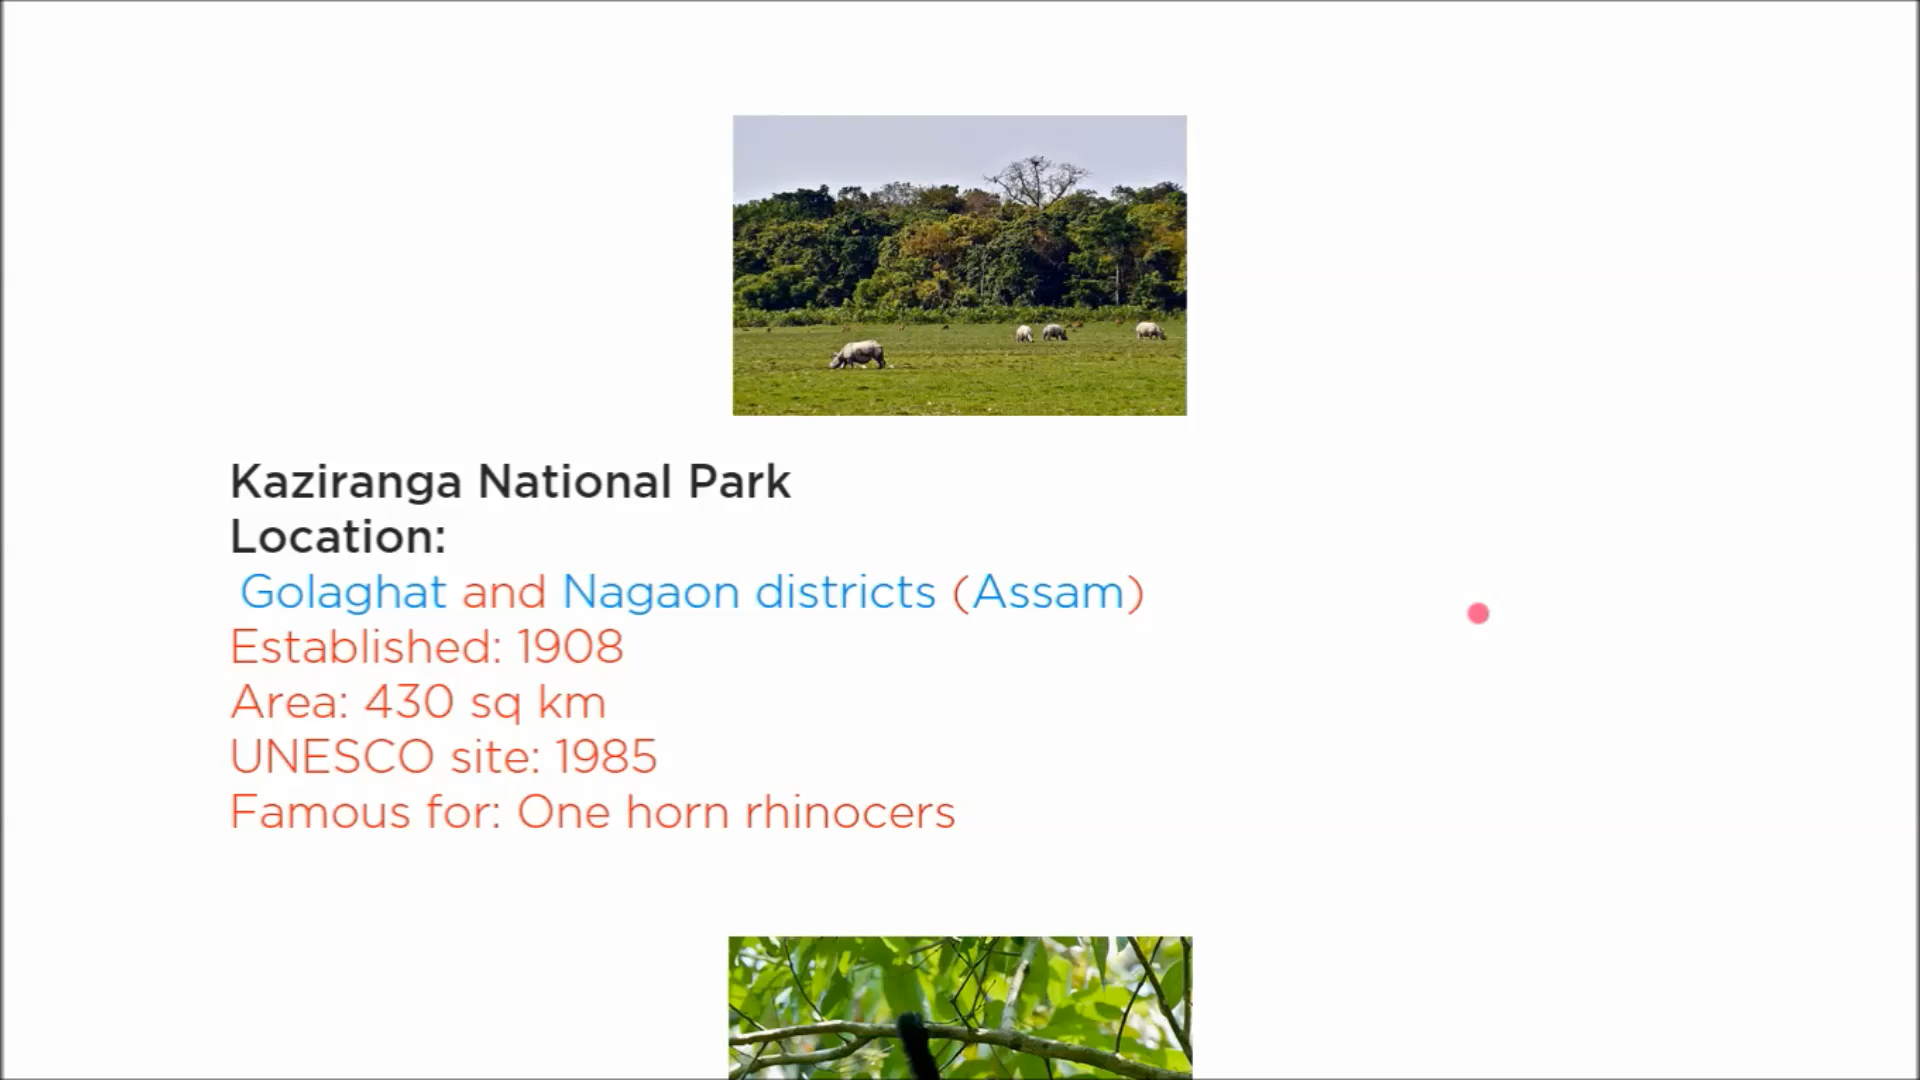 Kaziranga National Park
Location:
Golaghat and Nagaon districts (Assam)
Established: 1908
Area: 430 sq km
UNESCO site: 1985
Famous for: One horn rhinocers